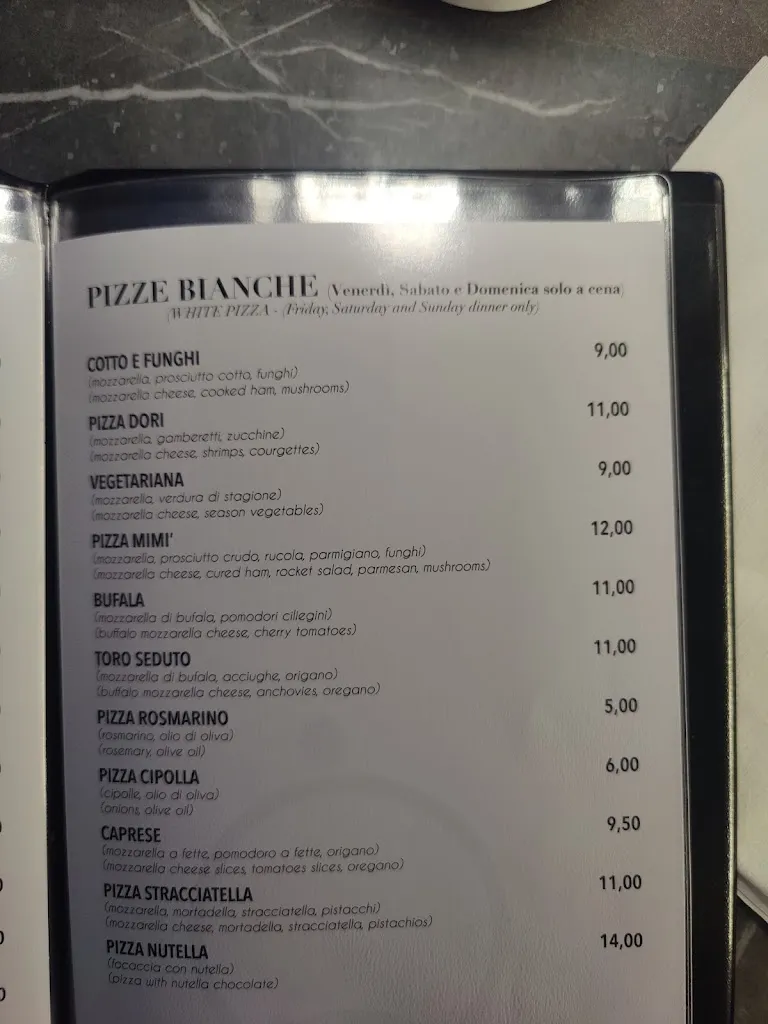 PIZZE BIANCHE (Venerdì, Sabato e Domenica solo a cena)
(WHITE PIZZA - (Friday, Saturday and Sunday dinner only)
COTTO E FUNGHI 9,00
(mozzarella, prosciutto cotto, funghi)
(mozzarella cheese, cooked ham, mushrooms)
PIZZA DORI 11,00
(mozzarella, gamberetti, zucchine)
(mozzarella cheese, shrimps, courgettes)
VEGETARIANA 9,00
(mozzarella, verdura di stagione)
(mozzarella cheese, season vegetables)
PIZZA MIMI' 12,00
(mozzarella, prosciutto crudo, rucola, parmigiano, funghi)
(mozzarella cheese, cured ham, rocket salad, parmesan, mushrooms)
BUFALA 11,00
(mozzarella di bufala, pomodori ciliegini)
(buffalo mozzarella cheese, cherry tomatoes)
TORO SEDUTO 11,00
(mozzarella di bufala, acciughe, origano)
(buffalo mozzarella cheese, anchovies, oregano)
PIZZA ROSMARINO 5,00
(rosmarino, olio di oliva)
(rosemary, olive oil)
PIZZA CIPOLLA 6,00
(cipolle, olio di oliva)
(onions, olive oil)
CAPRESE 9,50
(mozzarella a fette, pomodoro a fette, origano)
(mozzarella cheese slices, tomatoes slices, oregano)
PIZZA STRACCIATELLA 11,00
(mozzarella, mortadella, stracciatella, pistacchi)
(mozzarella cheese, mortadella, stracciatella, pistachios)
PIZZA NUTELLA 14,00
(focaccia con nutella)
(pizza with nutella chocolate)